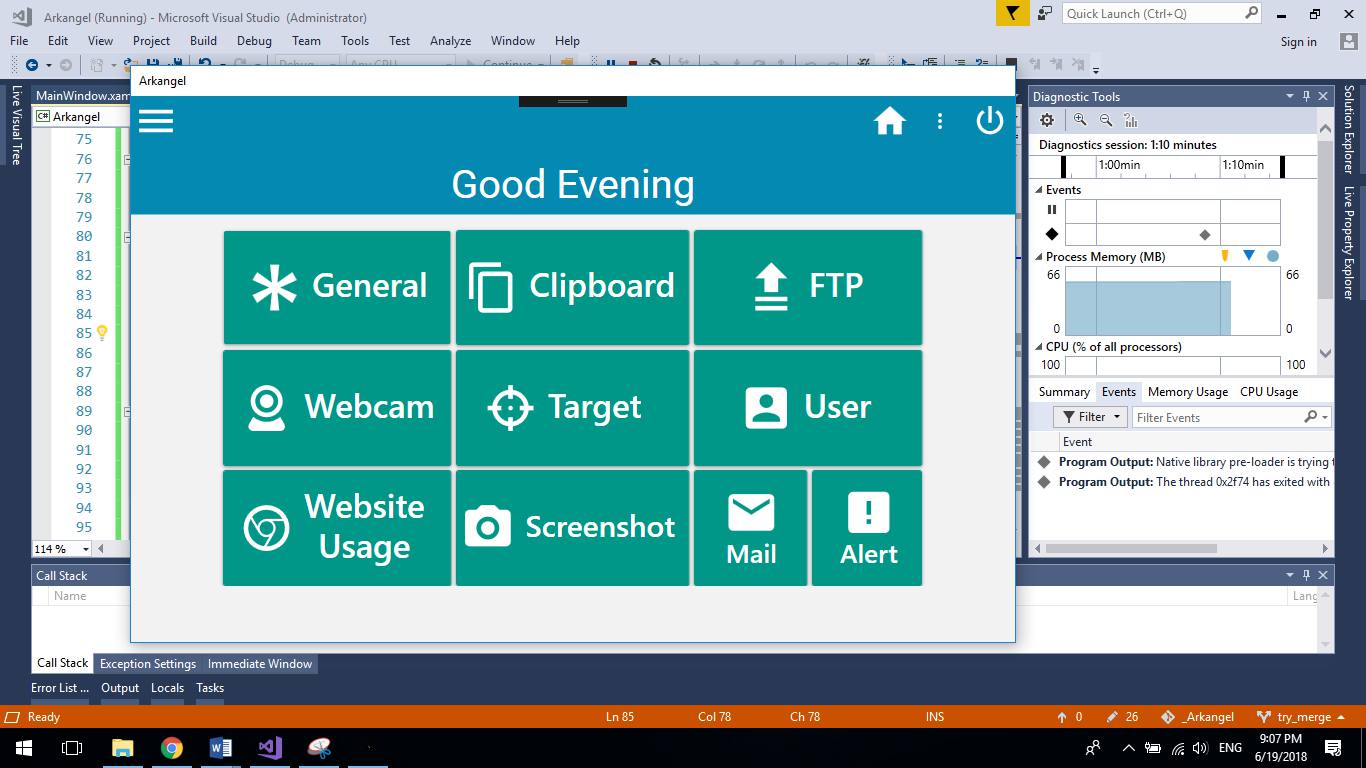 Arkangel (Running) - Microsoft Visual Studio (Administrator)
Quick Launch (Ctrl+Q)
File Edit View Project Build Debug Team Tools Test Analyze Window Help
Sign in
Debug Any CPU Continue
Arkangel
Live Visual Tree
MainWindow.xam
Arkangel
75
76
77
78
79
80
81
82
83
84
85
86
87
88
89
90
91
92
93
94
95
114 %
Good Evening
General
Clipboard
FTP
Webcam
Target
User
Website
Usage
Screenshot
Mail
Alert
Diagnostic Tools
Diagnostics session: 1:10 minutes
1:00min 1:10min
Events
Process Memory (MB)
66 66
0 0
CPU (% of all processors)
100 100
Summary Events Memory Usage CPU Usage
Filter Filter Events
Event
Program Output: Native library pre-loader is trying t
Program Output: The thread 0x2f74 has exited with
Solution Explorer
Live Property Explorer
Call Stack
Name Lang
Call Stack Exception Settings Immediate Window
Error List ... Output Locals Tasks
Ready Ln 85 Col 78 Ch 78 INS 0 26 _Arkangel try_merge
ENG 9:07 PM
6/19/2018